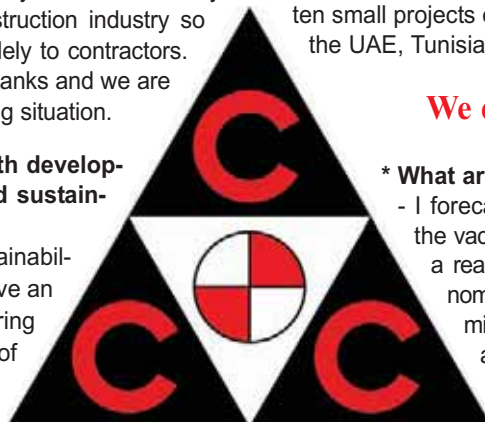 struction industry so
lely to contractors.
anks and we are
g situation.
th develop-
d sustain-
ainabil-
ve an
ring
of
ten small projects
the UAE, Tunisia
We
* What ar
- I foreca
the vac
a rea
nom
mi
a
C
C
C